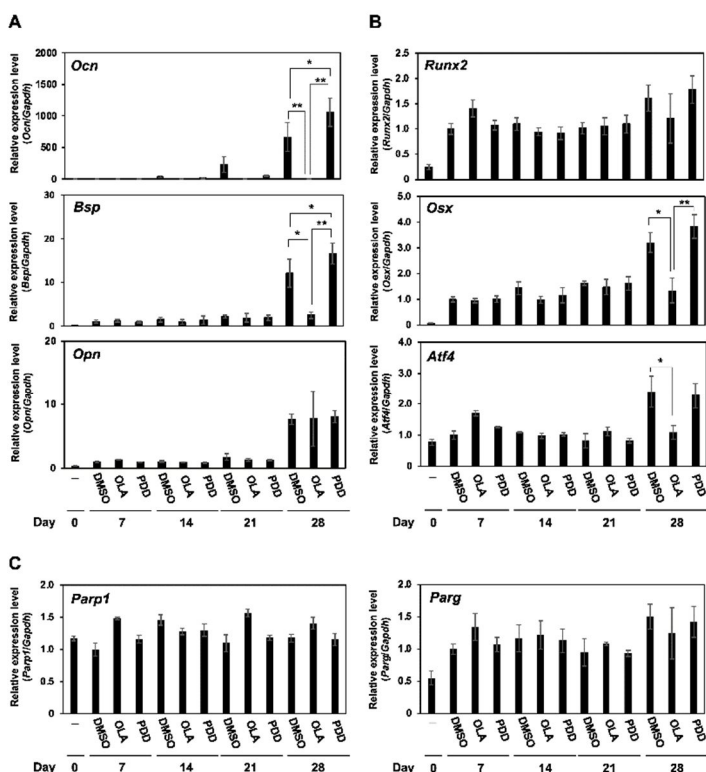 A
Ocn
Relative expression level
(Ocn/Gapdh)
2000
1500
1000
500
0
*
**
**
Bsp
Relative expression level
(Bsp/Gapdh)
30
20
10
0
*
*
**
Opn
Relative expression level
(Opn/Gapdh)
20
10
0
— DMSO OLA PDD DMSO OLA PDD DMSO OLA PDD DMSO OLA PDD
Day 0 7 14 21 28
B
Runx2
Relative expression level
(Runx2/Gapdh)
2.5
2.0
1.5
1.0
0.5
0
Osx
Relative expression level
(Osx/Gapdh)
5.0
4.0
3.0
2.0
1.0
0
*
**
Atf4
Relative expression level
(Atf4/Gapdh)
4.0
3.0
2.0
1.0
0
*
— DMSO OLA PDD DMSO OLA PDD DMSO OLA PDD DMSO OLA PDD
Day 0 7 14 21 28
C
Parp1
Relative expression level
(Parp1/Gapdh)
2.0
1.5
1.0
0.5
0
— DMSO OLA PDD DMSO OLA PDD DMSO OLA PDD DMSO OLA PDD
Day 0 7 14 21 28
Parg
Relative expression level
(Parg/Gapdh)
2.0
1.5
1.0
0.5
0
— DMSO OLA PDD DMSO OLA PDD DMSO OLA PDD DMSO OLA PDD
Day 0 7 14 21 28